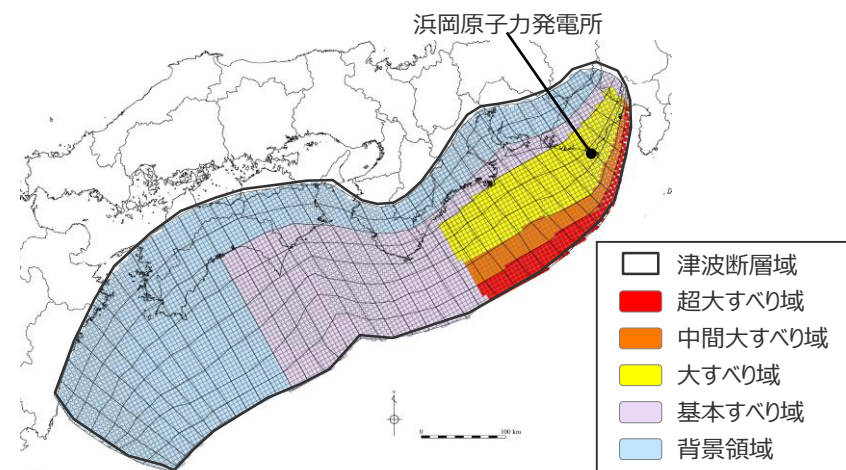 浜岡原子力発電所
津波断層域
超大すべり域
中間大すべり域
大すべり域
基本すべり域
背景領域
0 100 km